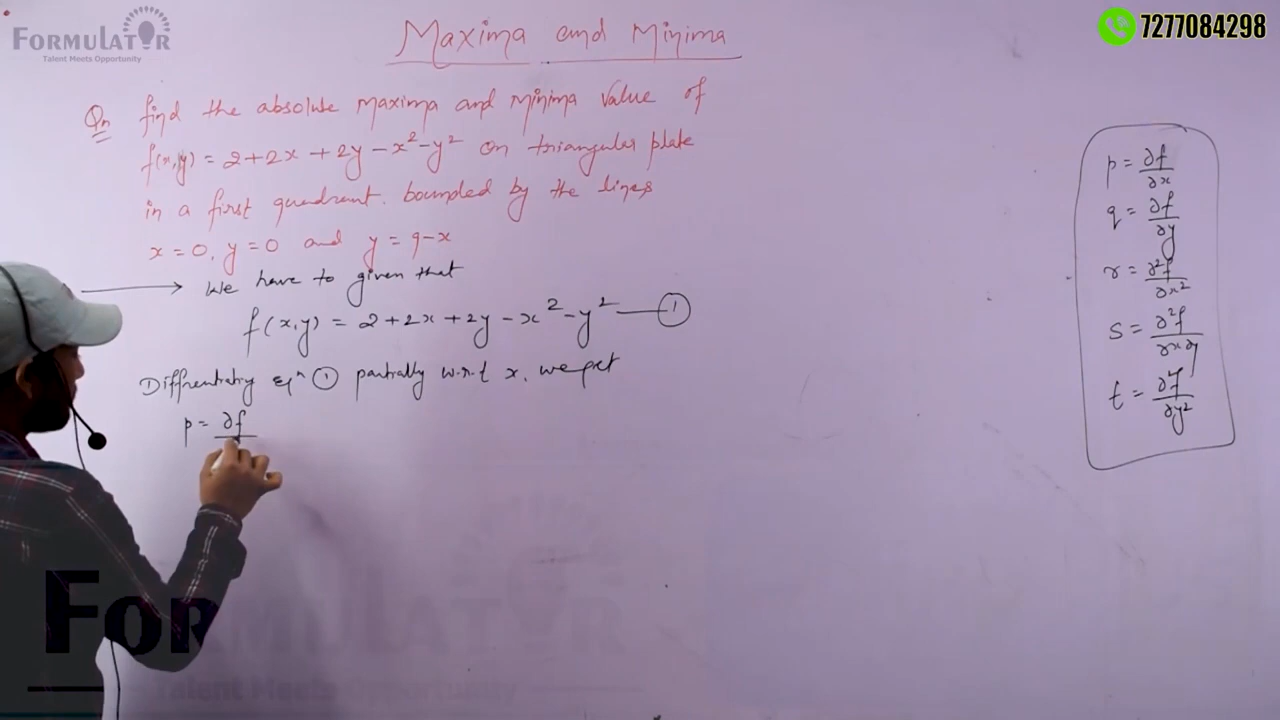 FORMULATOR
Talent Meets Opportunity
7277084298
Maxima and Minima
Qn find the absolute Maxima and Minima value of
f(x,y) = 2+2x+2y-x²-y² on triangular plate
in a first quadrant. bounded by the lines
x=0, y=0 and y=9-x
We have to given that
f(x,y) = 2+2x+2y-x²-y² — ①
Diffrentiatig eqⁿ ① partially w.r.t x, we get
p = ∂f
p = ∂f/∂x
q = ∂f/∂y
r = ∂²f/∂x²
s = ∂²f/∂x∂y
t = ∂²f/∂y²
FORMULATOR
Talent Meets Opportunity